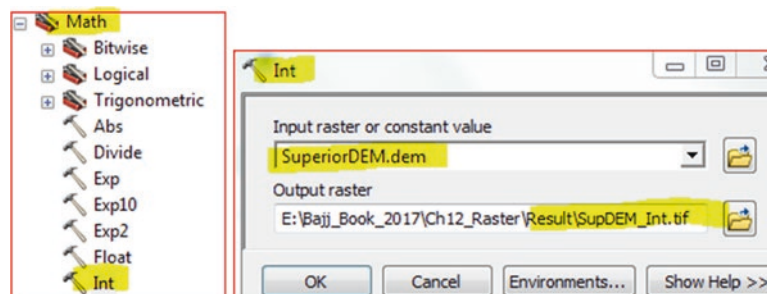 Math
Bitwise
Logical
Trigonometric
Abs
Divide
Exp
Exp10
Exp2
Float
Int
Int
Input raster or constant value
SuperiorDEM.dem
Output raster
E:\Bajj_Book_2017\Ch12_Raster\Result\SupDEM_Int.tif
OK Cancel Environments... Show Help >>